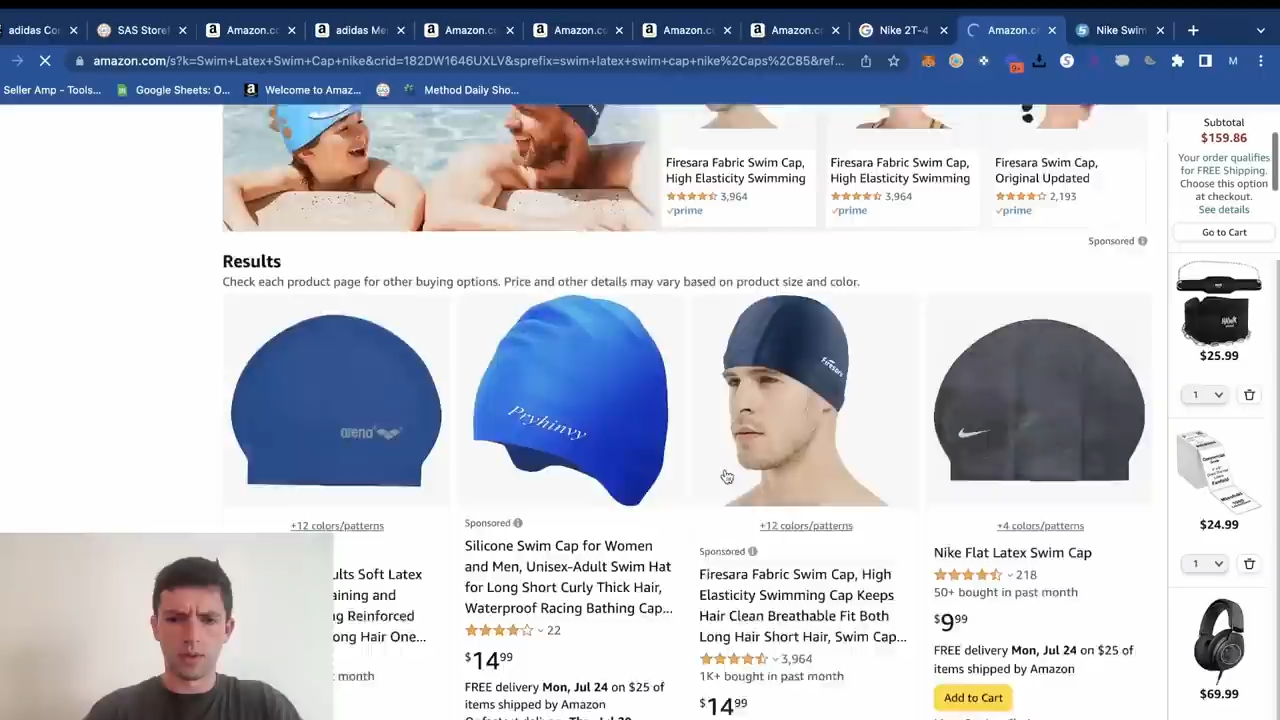 adidas Co
SAS Store
Amazon.c
adidas Me
Amazon.c
Amazon.c
Amazon.c
Amazon.c
Nike 2T-4
Amazon.c
Nike Swim
amazon.com/s?k=Swim+Latex+Swim+Cap+nike&crid=182DW1646UXLV&sprefix=swim+latex+swim+cap+nike%2Caps%2C85&ref...
9+
M
Seller Amp - Tools...
Google Sheets: O...
Welcome to Amaz...
Method Daily Sho...
Firesara Fabric Swim Cap,
High Elasticity Swimming
3,964
prime
Firesara Fabric Swim Cap,
High Elasticity Swimming
3,964
prime
Firesara Swim Cap,
Original Updated
2,193
prime
Sponsored
Results
Check each product page for other buying options. Price and other details may vary based on product size and color.
arena
+12 colors/patterns
ults Soft Latex
aining and
ng Reinforced
ong Hair One...
month
Pryhinvy
Sponsored
Silicone Swim Cap for Women
and Men, Unisex-Adult Swim Hat
for Long Short Curly Thick Hair,
Waterproof Racing Bathing Cap...
22
$14.99
FREE delivery Mon, Jul 24 on $25 of
items shipped by Amazon
Firesara
+12 colors/patterns
Sponsored
Firesara Fabric Swim Cap, High
Elasticity Swimming Cap Keeps
Hair Clean Breathable Fit Both
Long Hair Short Hair, Swim Cap...
3,964
1K+ bought in past month
$14.99
+4 colors/patterns
Nike Flat Latex Swim Cap
218
50+ bought in past month
$9.99
FREE delivery Mon, Jul 24 on $25 of
items shipped by Amazon
Add to Cart
Subtotal
$159.86
Your order qualifies
for FREE Shipping.
Choose this option
at checkout.
See details
Go to Cart
$25.99
1
$24.99
1
$69.99